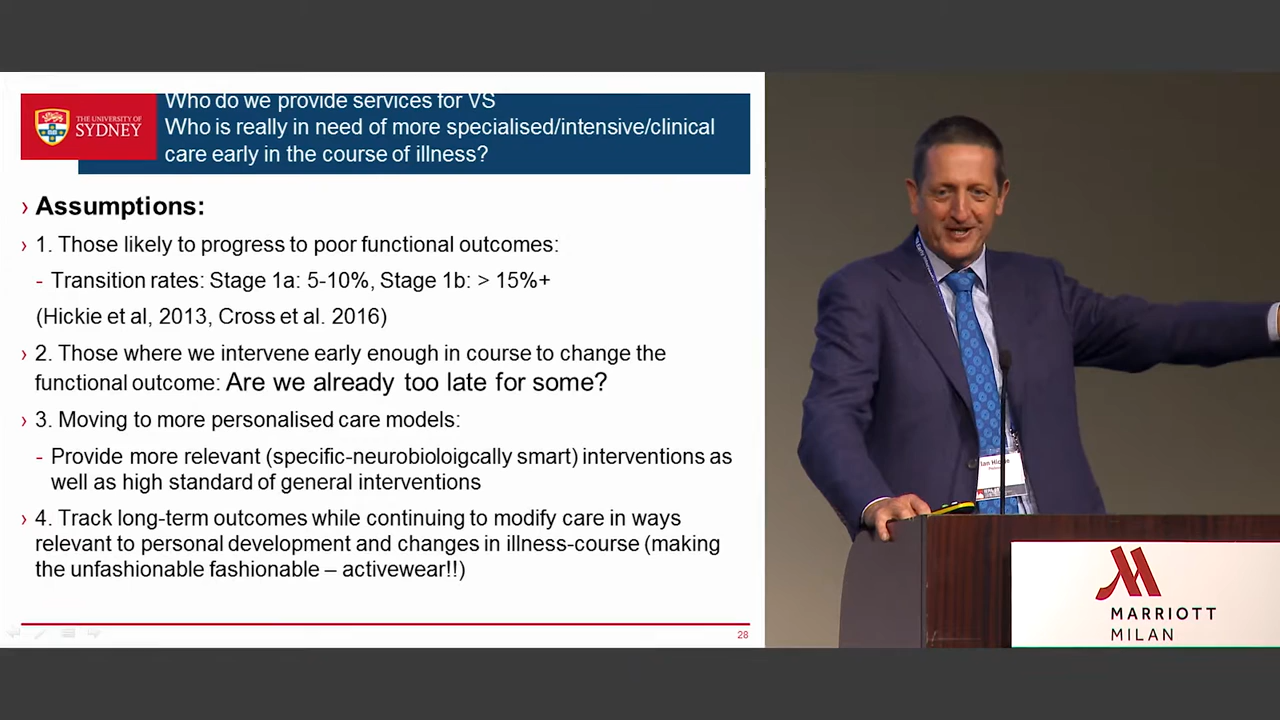 Who do we provide services for VS
Who is really in need of more specialised/intensive/clinical
care early in the course of illness?
THE UNIVERSITY OF
SYDNEY
› Assumptions:
› 1. Those likely to progress to poor functional outcomes:
- Transition rates: Stage 1a: 5-10%, Stage 1b: > 15%+
(Hickie et al, 2013, Cross et al. 2016)
› 2. Those where we intervene early enough in course to change the
functional outcome: Are we already too late for some?
› 3. Moving to more personalised care models:
- Provide more relevant (specific-neurobioloigcally smart) interventions as
well as high standard of general interventions
› 4. Track long-term outcomes while continuing to modify care in ways
relevant to personal development and changes in illness-course (making
the unfashionable fashionable – activewear!!)
28
Ian
MARRIOTT
MILAN